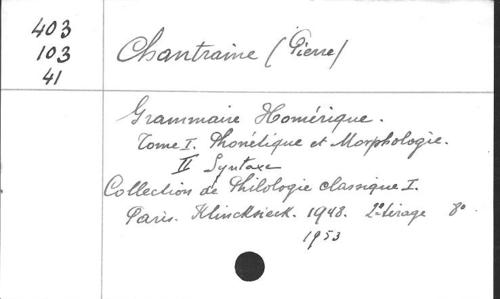 403
103
41
Chantraine (Pierre)
Grammaire Homérique.
Tome I. Phonétique et Morphologie.
II Syntaxe
Collection de Philologie classique I.
Paris. Klincksieck. 1948. 2e tirage 8°
1953